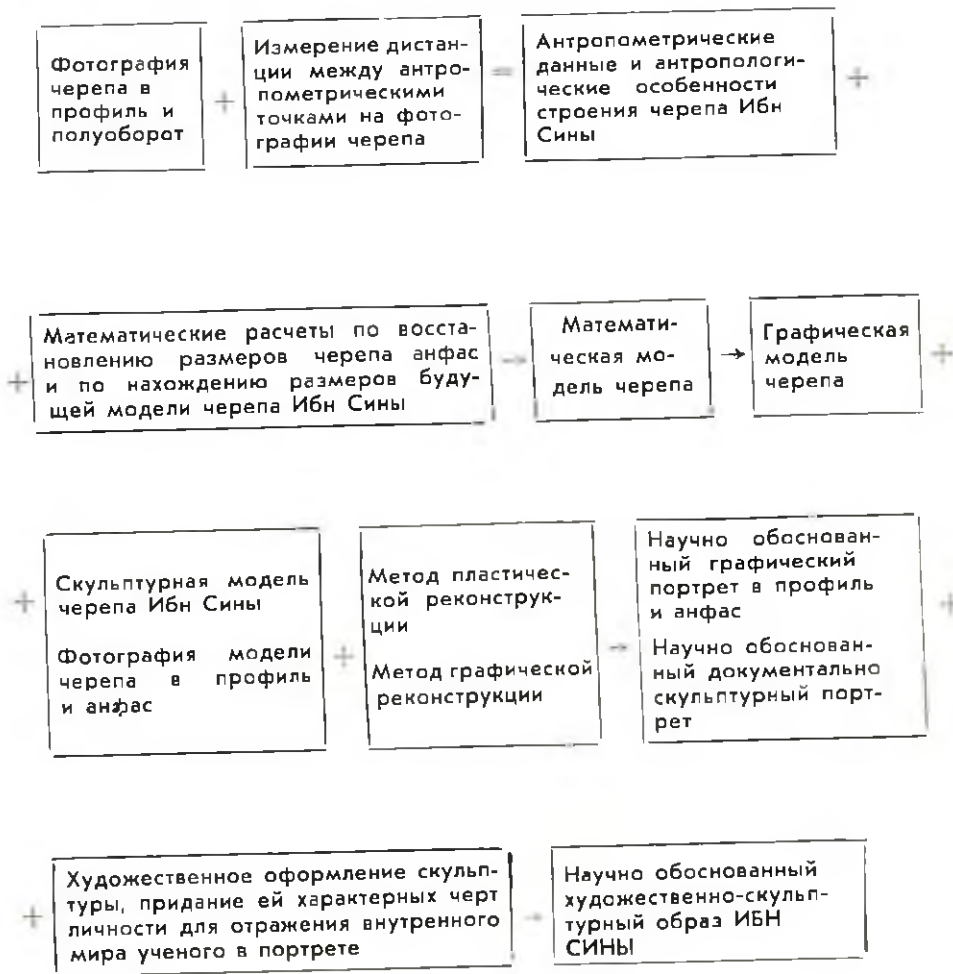 Фотография
черепа в
профиль и
полуоборот
+
Измерение дистан-
ции между антро-
пометрическими
точками на фото-
графии черепа
=
Антропометрические
данные и антропологи-
ческие особенности
строения черепа Ибн
Сины
+
+
Математические расчеты по восста-
новлению размеров черепа анфас
и по нахождению размеров буду-
щей модели черепа Ибн Сины
→
Математи-
ческая мо-
дель черепа
→
Графическая
модель
черепа
+
+
Скульптурная модель
черепа Ибн Сины
Фотография модели
черепа в профиль
и анфас
+
Метод пластичес-
кой реконструк-
ции
Метод графической
реконструкции
→
Научно обоснован-
ный графический
портрет в профиль
и анфас
Научно обоснован-
ный документально
скульптурный порт-
рет
+
+
Художественное оформление скульп-
туры, придание ей характерных черт
личности для отражения внутреннего
мира ученого в портрете
→
Научно обоснованный
художественно-скульп-
турный образ ИБН
СИНЫ